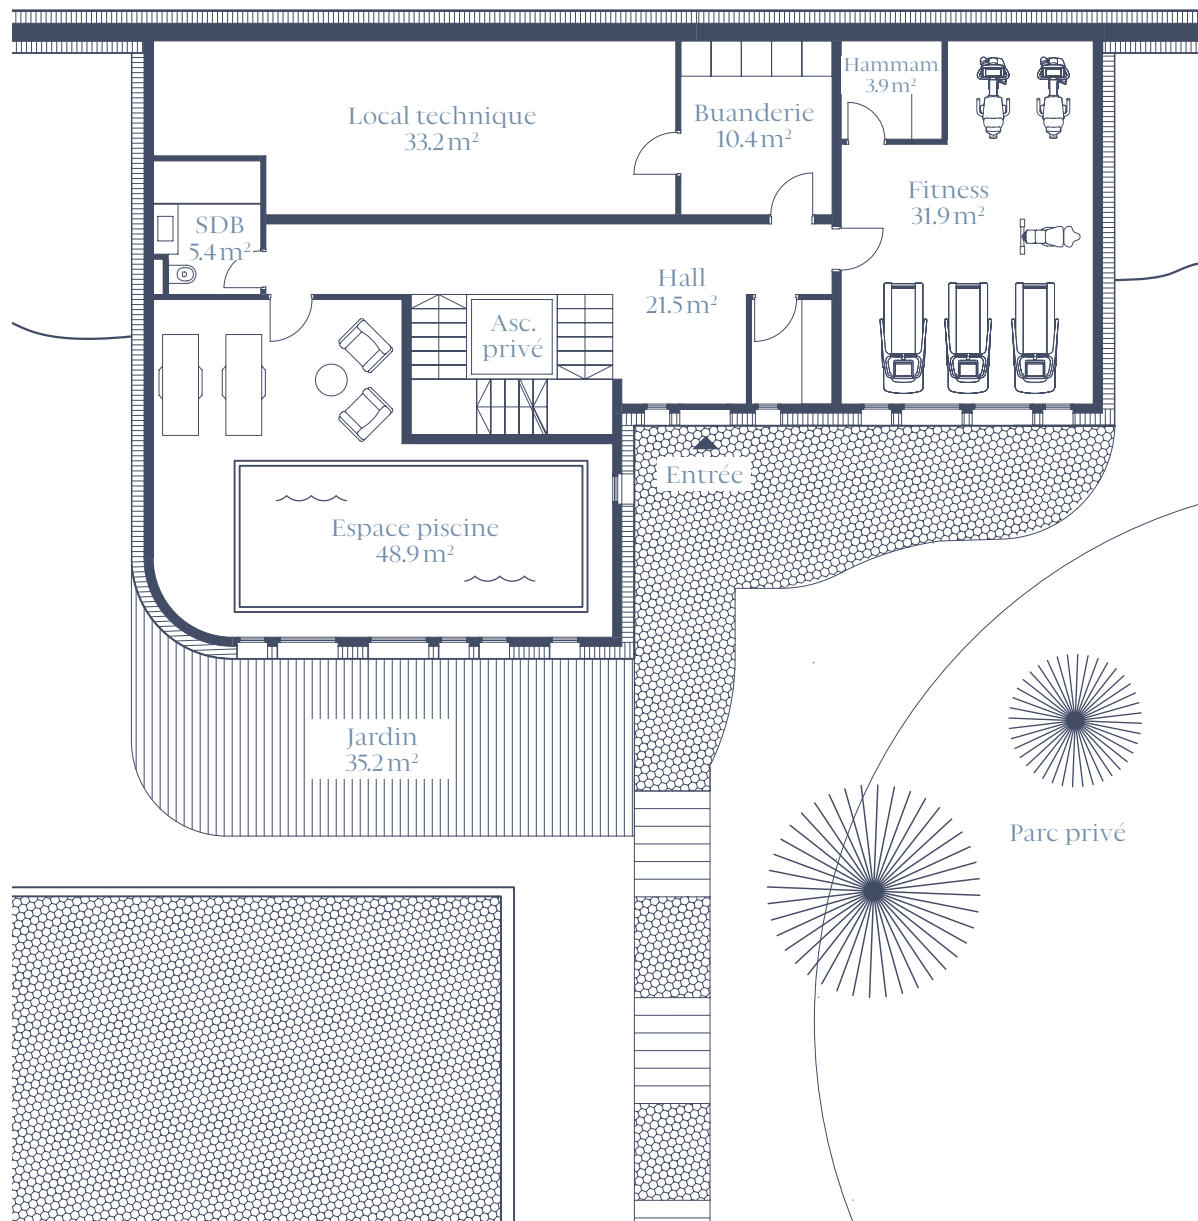 Local technique
33.2 m²
Buanderie
10.4 m²
Hammam
3.9 m²
Fitness
31.9 m²
SDB
5.4 m²
Hall
21.5 m²
Asc.
privé
Entrée
Espace piscine
48.9 m²
Jardin
35.2 m²
Parc privé